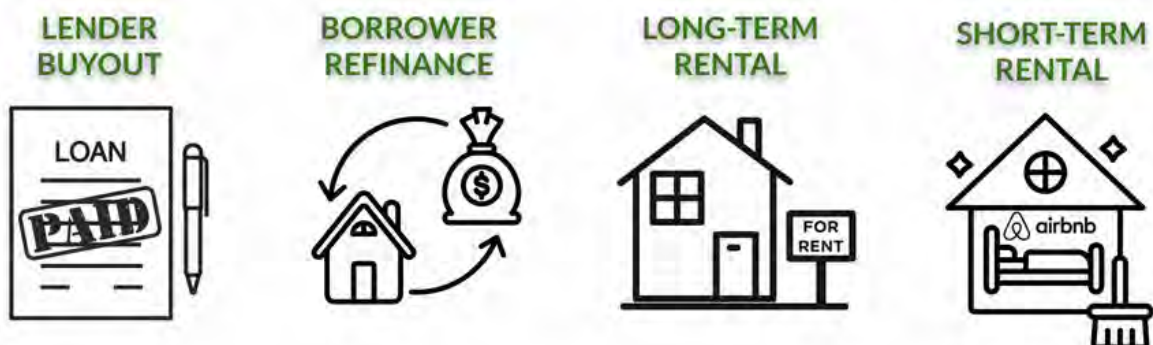 LENDER
BUYOUT
BORROWER
REFINANCE
LONG-TERM
RENTAL
SHORT-TERM
RENTAL
LOAN
PAID
$
FOR
RENT
airbnb